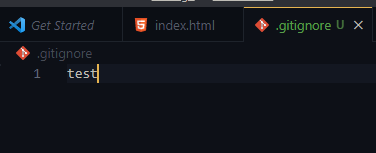 Get Started index.html .gitignore U
.gitignore
1 test